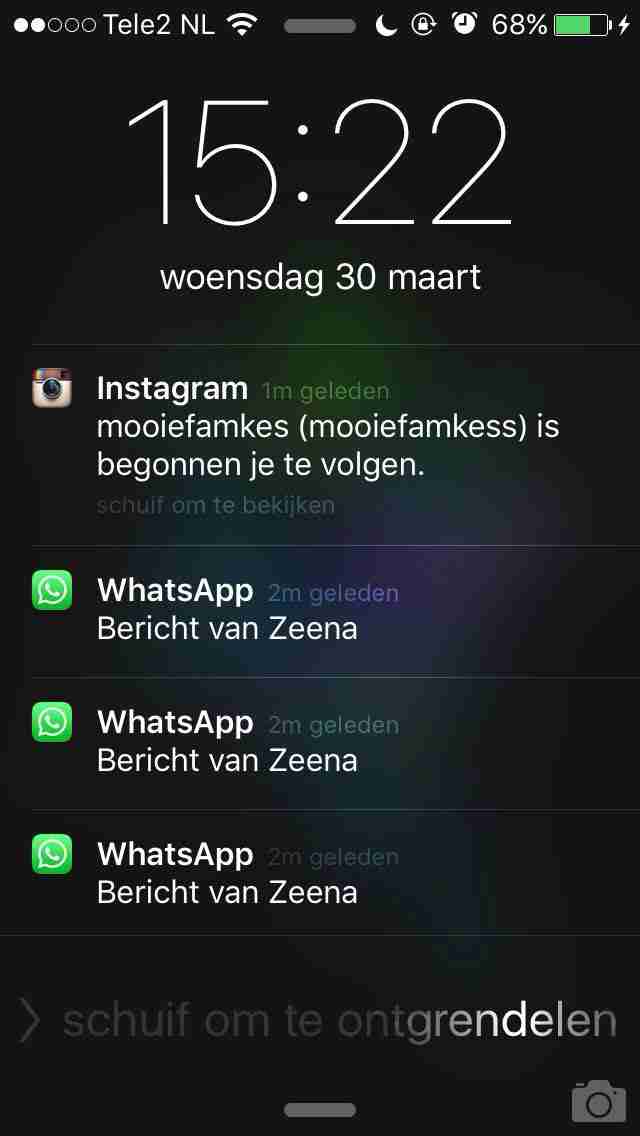 Tele2 NL 68%
15:22
woensdag 30 maart
Instagram 1m geleden
mooiefamkes (mooiefamkess) is
begonnen je te volgen.
schuif om te bekijken
WhatsApp 2m geleden
Bericht van Zeena
WhatsApp 2m geleden
Bericht van Zeena
WhatsApp 2m geleden
Bericht van Zeena
schuif om te ontgrendelen